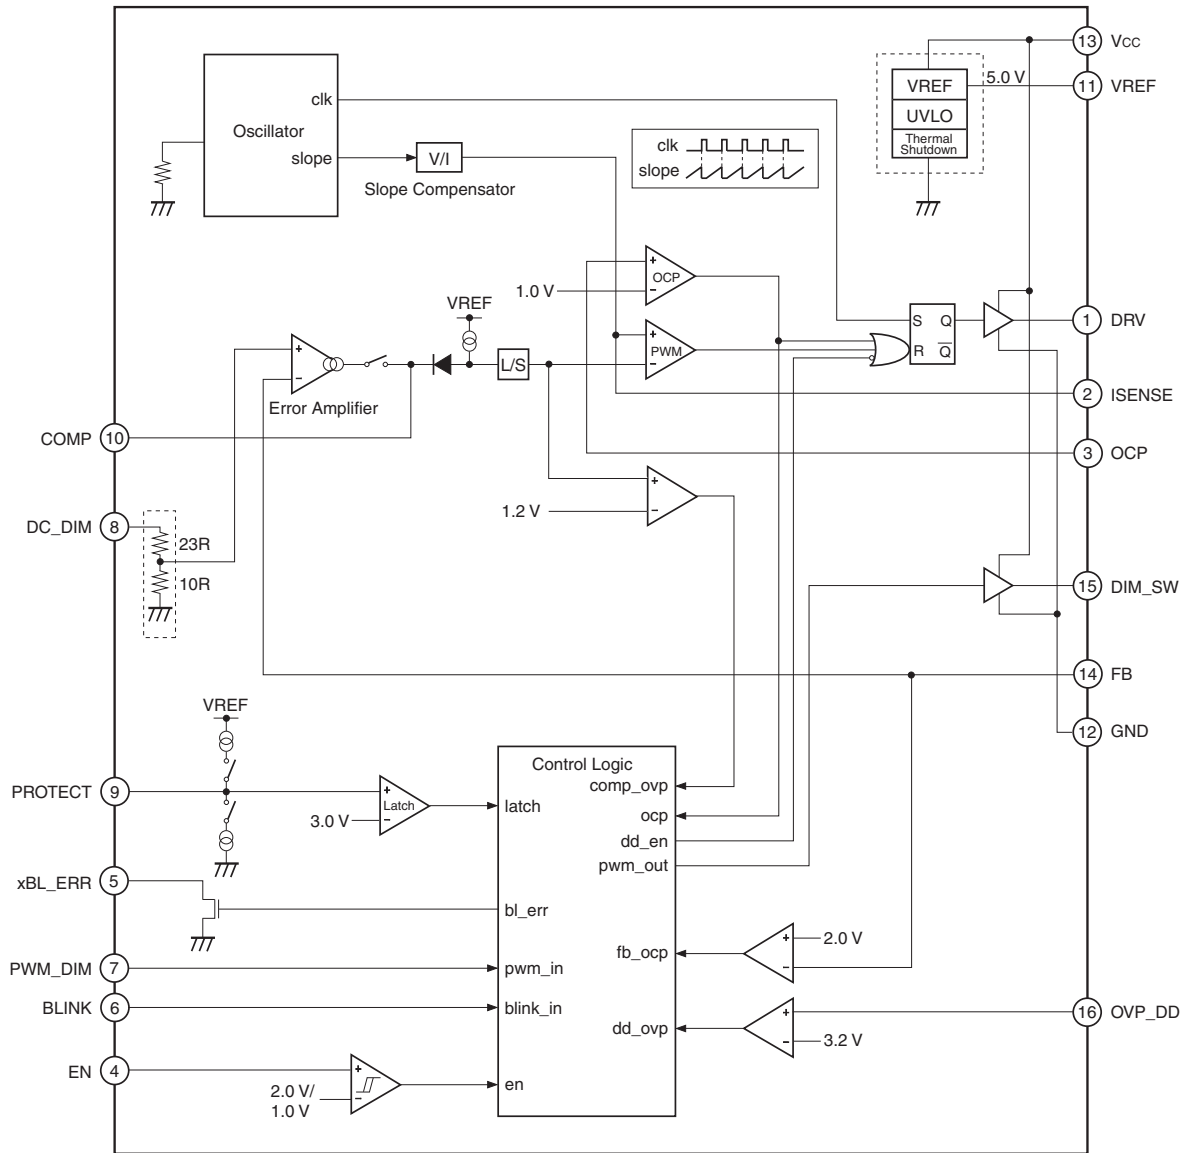 13 VCC
5.0 V
VREF
11 VREF
clk
UVLO
Oscillator
Thermal
Shutdown
clk
slope
V/I
slope
Slope Compensator
+
OCP
1.0 V
−
VREF
S Q
1 DRV
+
+
PWM
R Q
L/S
−
−
Error Amplifier
2 ISENSE
COMP 10
3 OCP
+
1.2 V
−
DC_DIM 8
23R
10R
15 DIM_SW
14 FB
VREF
12 GND
Control Logic
comp_ovp
PROTECT 9
+
Latch
latch
3.0 V
−
ocp
dd_en
pwm_out
xBL_ERR 5
bl_err
+
2.0 V
fb_ocp
−
PWM_DIM 7
pwm_in
BLINK 6
blink_in
+
16 OVP_DD
dd_ovp
−
3.2 V
EN 4
+
en
2.0 V/
1.0 V
−